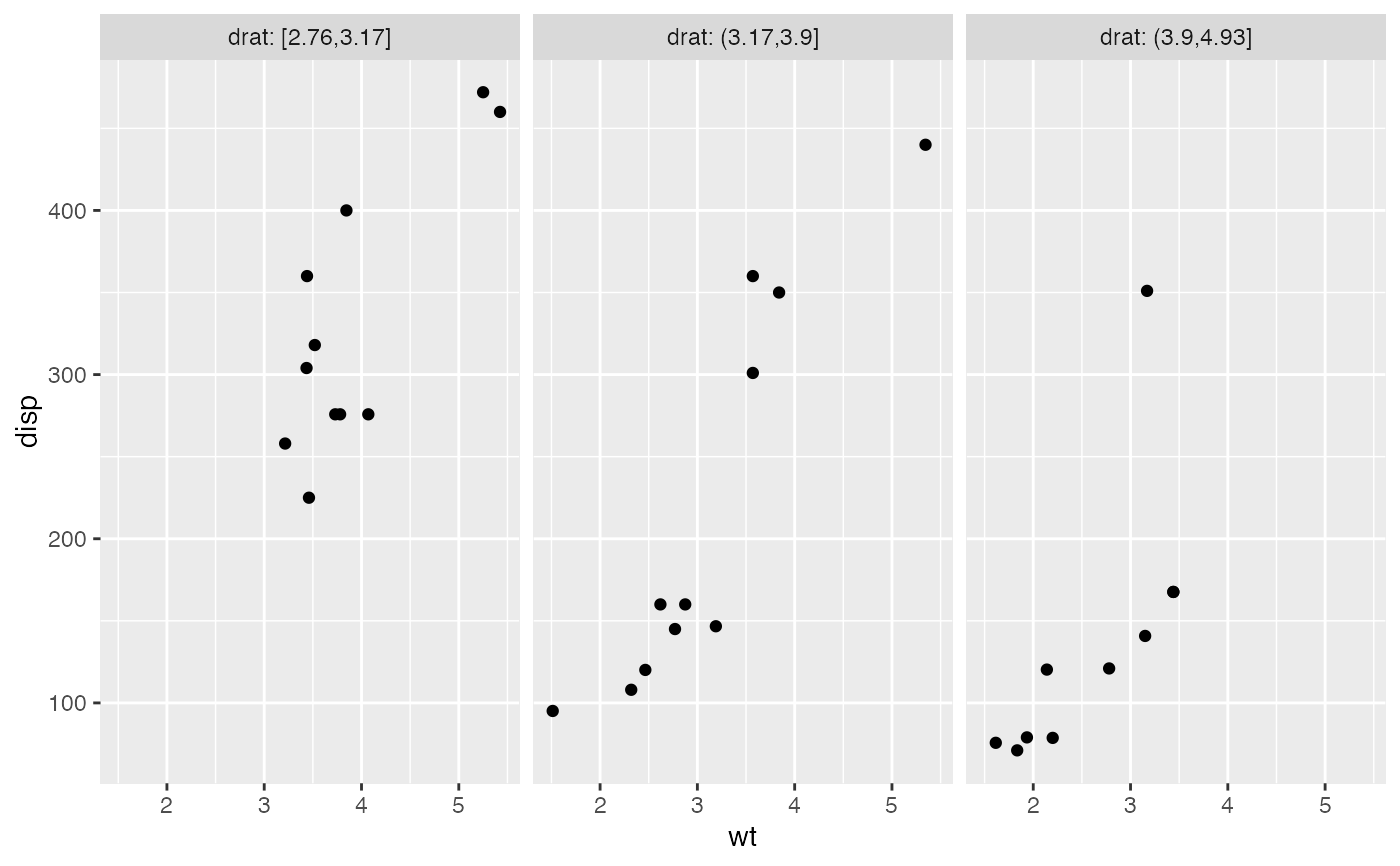 drat: [2.76,3.17]
drat: (3.17,3.9]
drat: (3.9,4.93]
disp
400
300
200
100
2 3 4 5
2 3 4 5
2 3 4 5
wt